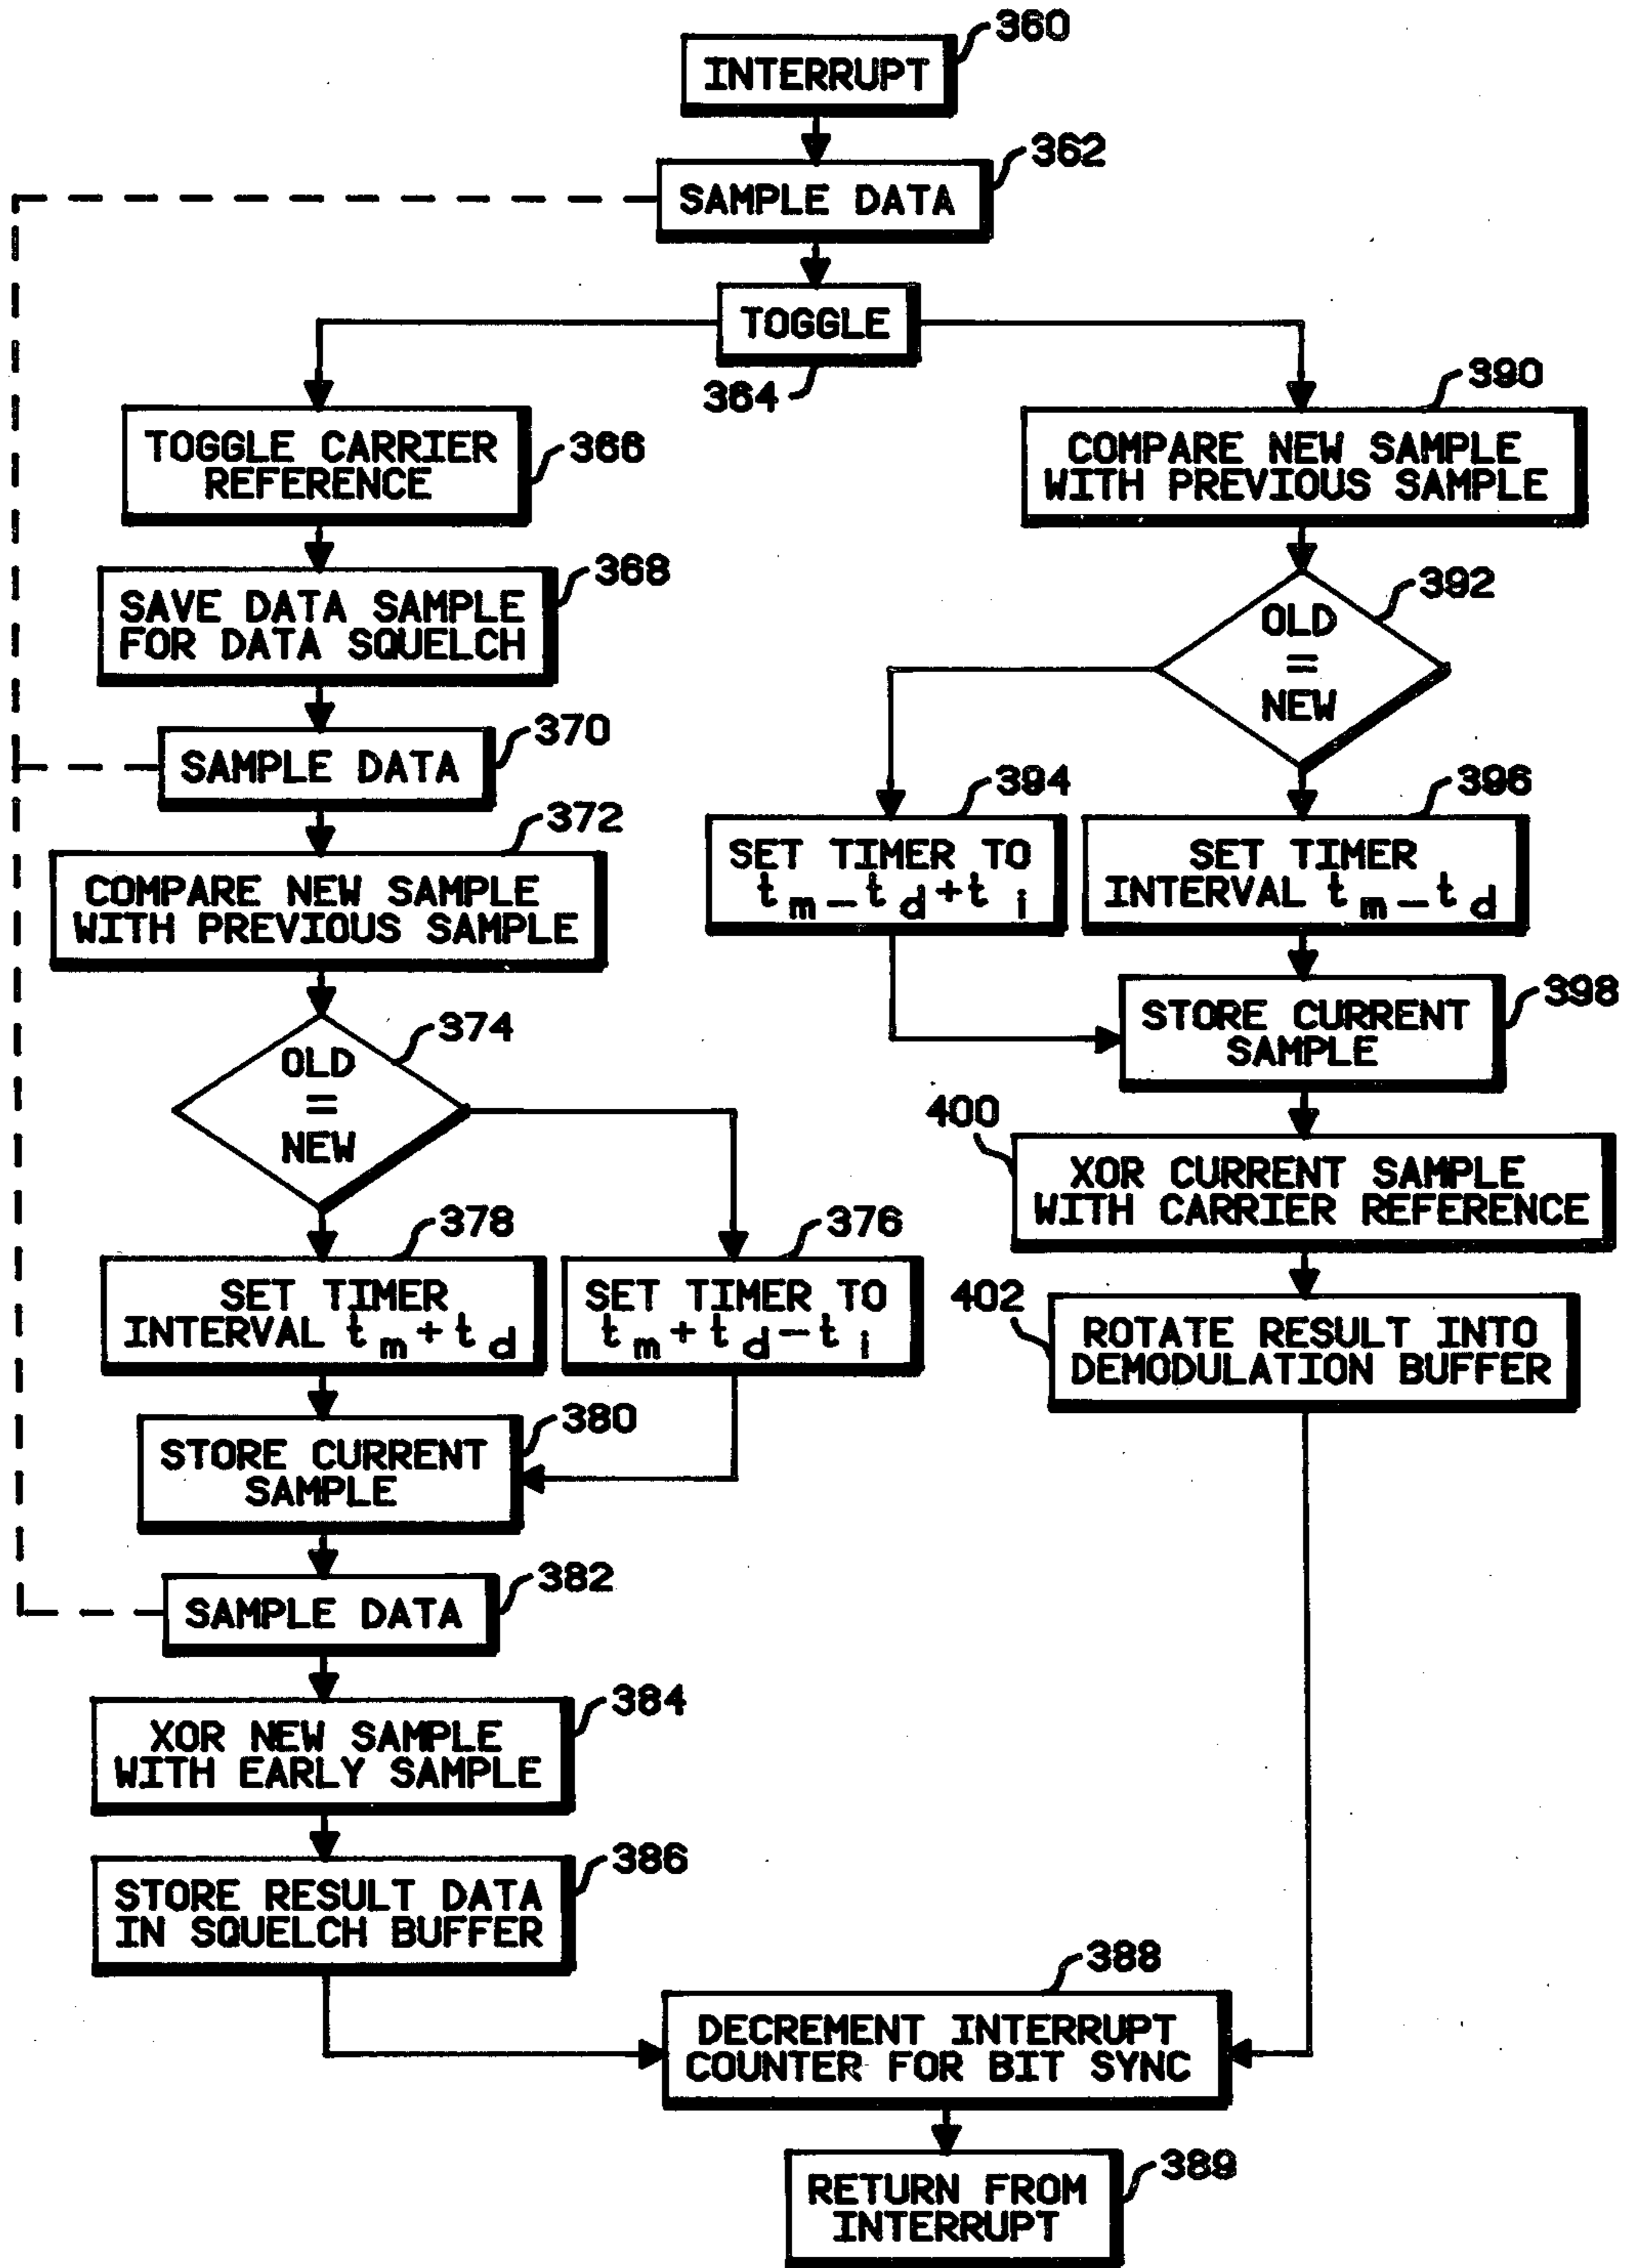 360
INTERRUPT
362
SAMPLE DATA
TOGGLE
364
366
TOGGLE CARRIER
REFERENCE
368
SAVE DATA SAMPLE
FOR DATA SQUELCH
370
SAMPLE DATA
372
COMPARE NEW SAMPLE
WITH PREVIOUS SAMPLE
374
OLD
=
NEW
378
SET TIMER
INTERVAL t m + t d
376
SET TIMER TO
t m + t d - t i
380
STORE CURRENT
SAMPLE
382
SAMPLE DATA
384
XOR NEW SAMPLE
WITH EARLY SAMPLE
386
STORE RESULT DATA
IN SQUELCH BUFFER
390
COMPARE NEW SAMPLE
WITH PREVIOUS SAMPLE
392
OLD
=
NEW
394
SET TIMER TO
t m - t d + t i
396
SET TIMER
INTERVAL t m - t d
398
STORE CURRENT
SAMPLE
400
XOR CURRENT SAMPLE
WITH CARRIER REFERENCE
402
ROTATE RESULT INTO
DEMODULATION BUFFER
388
DECREMENT INTERRUPT
COUNTER FOR BIT SYNC
389
RETURN FROM
INTERRUPT